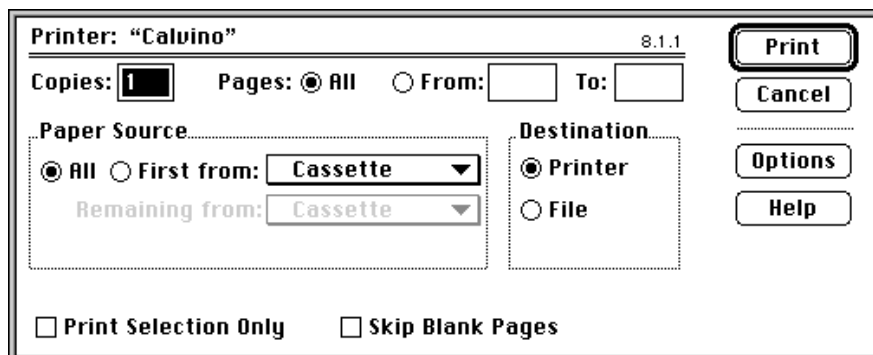 Printer: “Calvino” 8.1.1 Print
Copies: 1 Pages: All From: To: Cancel
Paper Source Destination
All First from: Cassette Printer Options
Remaining from: Cassette File Help
Print Selection Only Skip Blank Pages